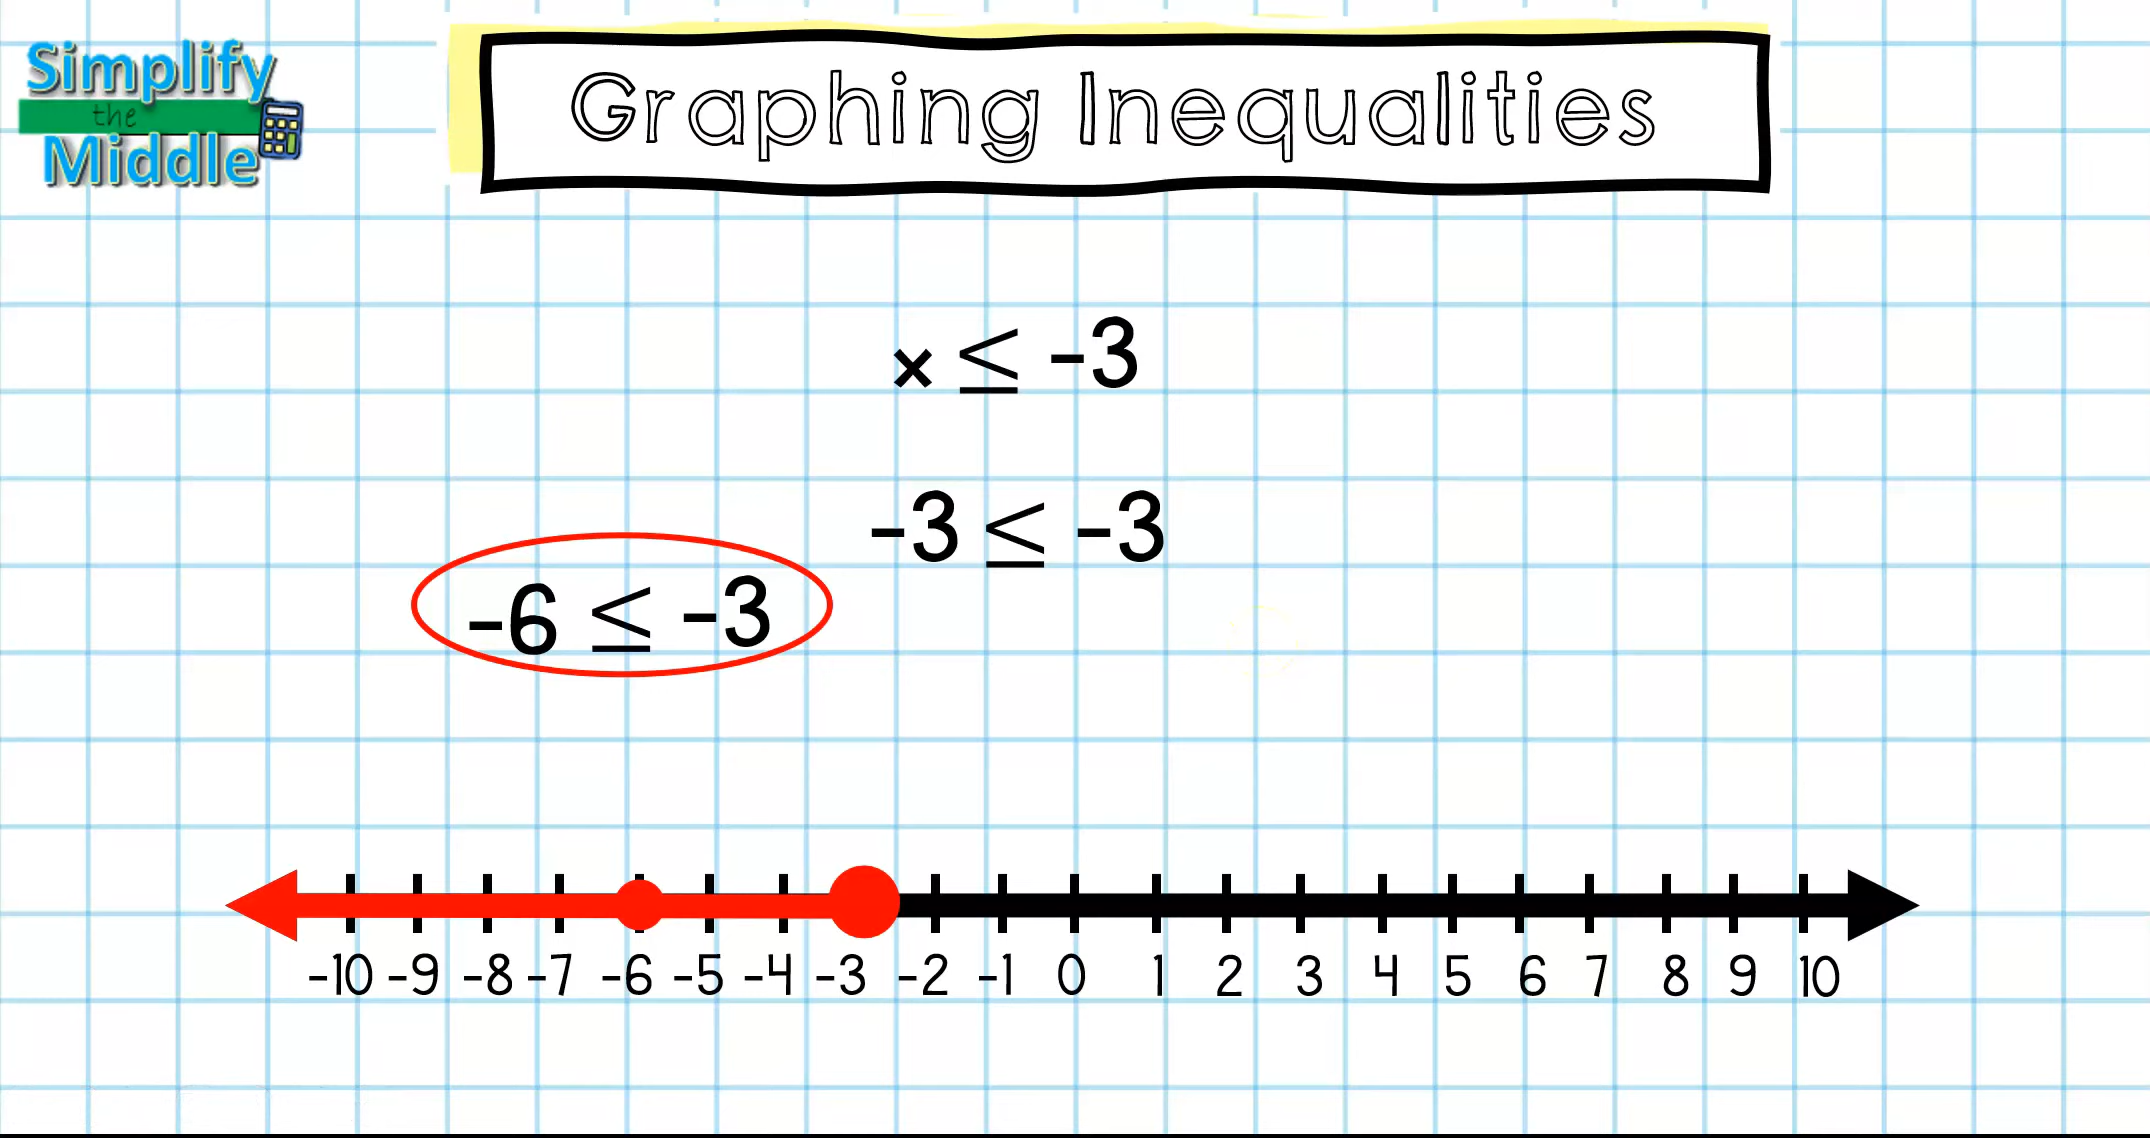 Simplify
the
Middle
Graphing Inequalities
x ≤ -3
-3 ≤ -3
-6 ≤ -3
-10 -9 -8 -7 -6 -5 -4 -3 -2 -1 0 1 2 3 4 5 6 7 8 9 10